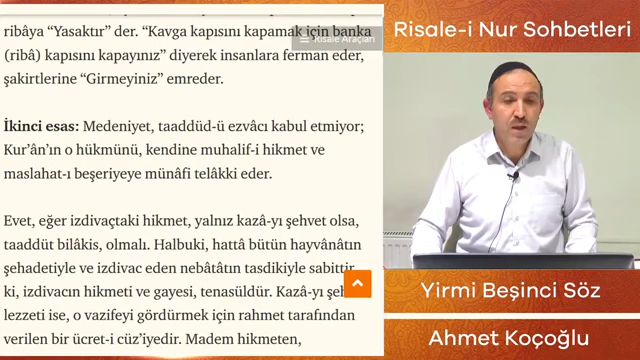 ribâya “Yasaktır” der. “Kavga kapısını kapamak için banka
Risale Araçları
(ribâ) kapısını kapayınız” diyerek insanlara ferman eder,
şakirtlerine “Girmeyiniz” emreder.
İkinci esas: Medeniyet, taaddüd-ü ezvâcı kabul etmiyor;
Kur’ân’ın o hükmünü, kendine muhalif-i hikmet ve
maslahat-ı beşeriyeye münâfi telâkki eder.
Evet, eğer izdivaçtaki hikmet, yalnız kazâ-yı şehvet olsa,
taaddüt bilâkis, olmalı. Halbuki, hattâ bütün hayvânâtın
şehadetiyle ve izdivac eden nebâtâtın tasdikiyle sabittir
ki, izdivacın hikmeti ve gayesi, tenasüldür. Kazâ-yı
lezzeti ise, o vazifeyi gördürmek için rahmet tarafından
verilen bir ücret-i cüz’iyedir. Madem hikmeten,
Risale-i Nur Sohbetleri
Yirmi Beşinci Söz
Ahmet Koçoğlu